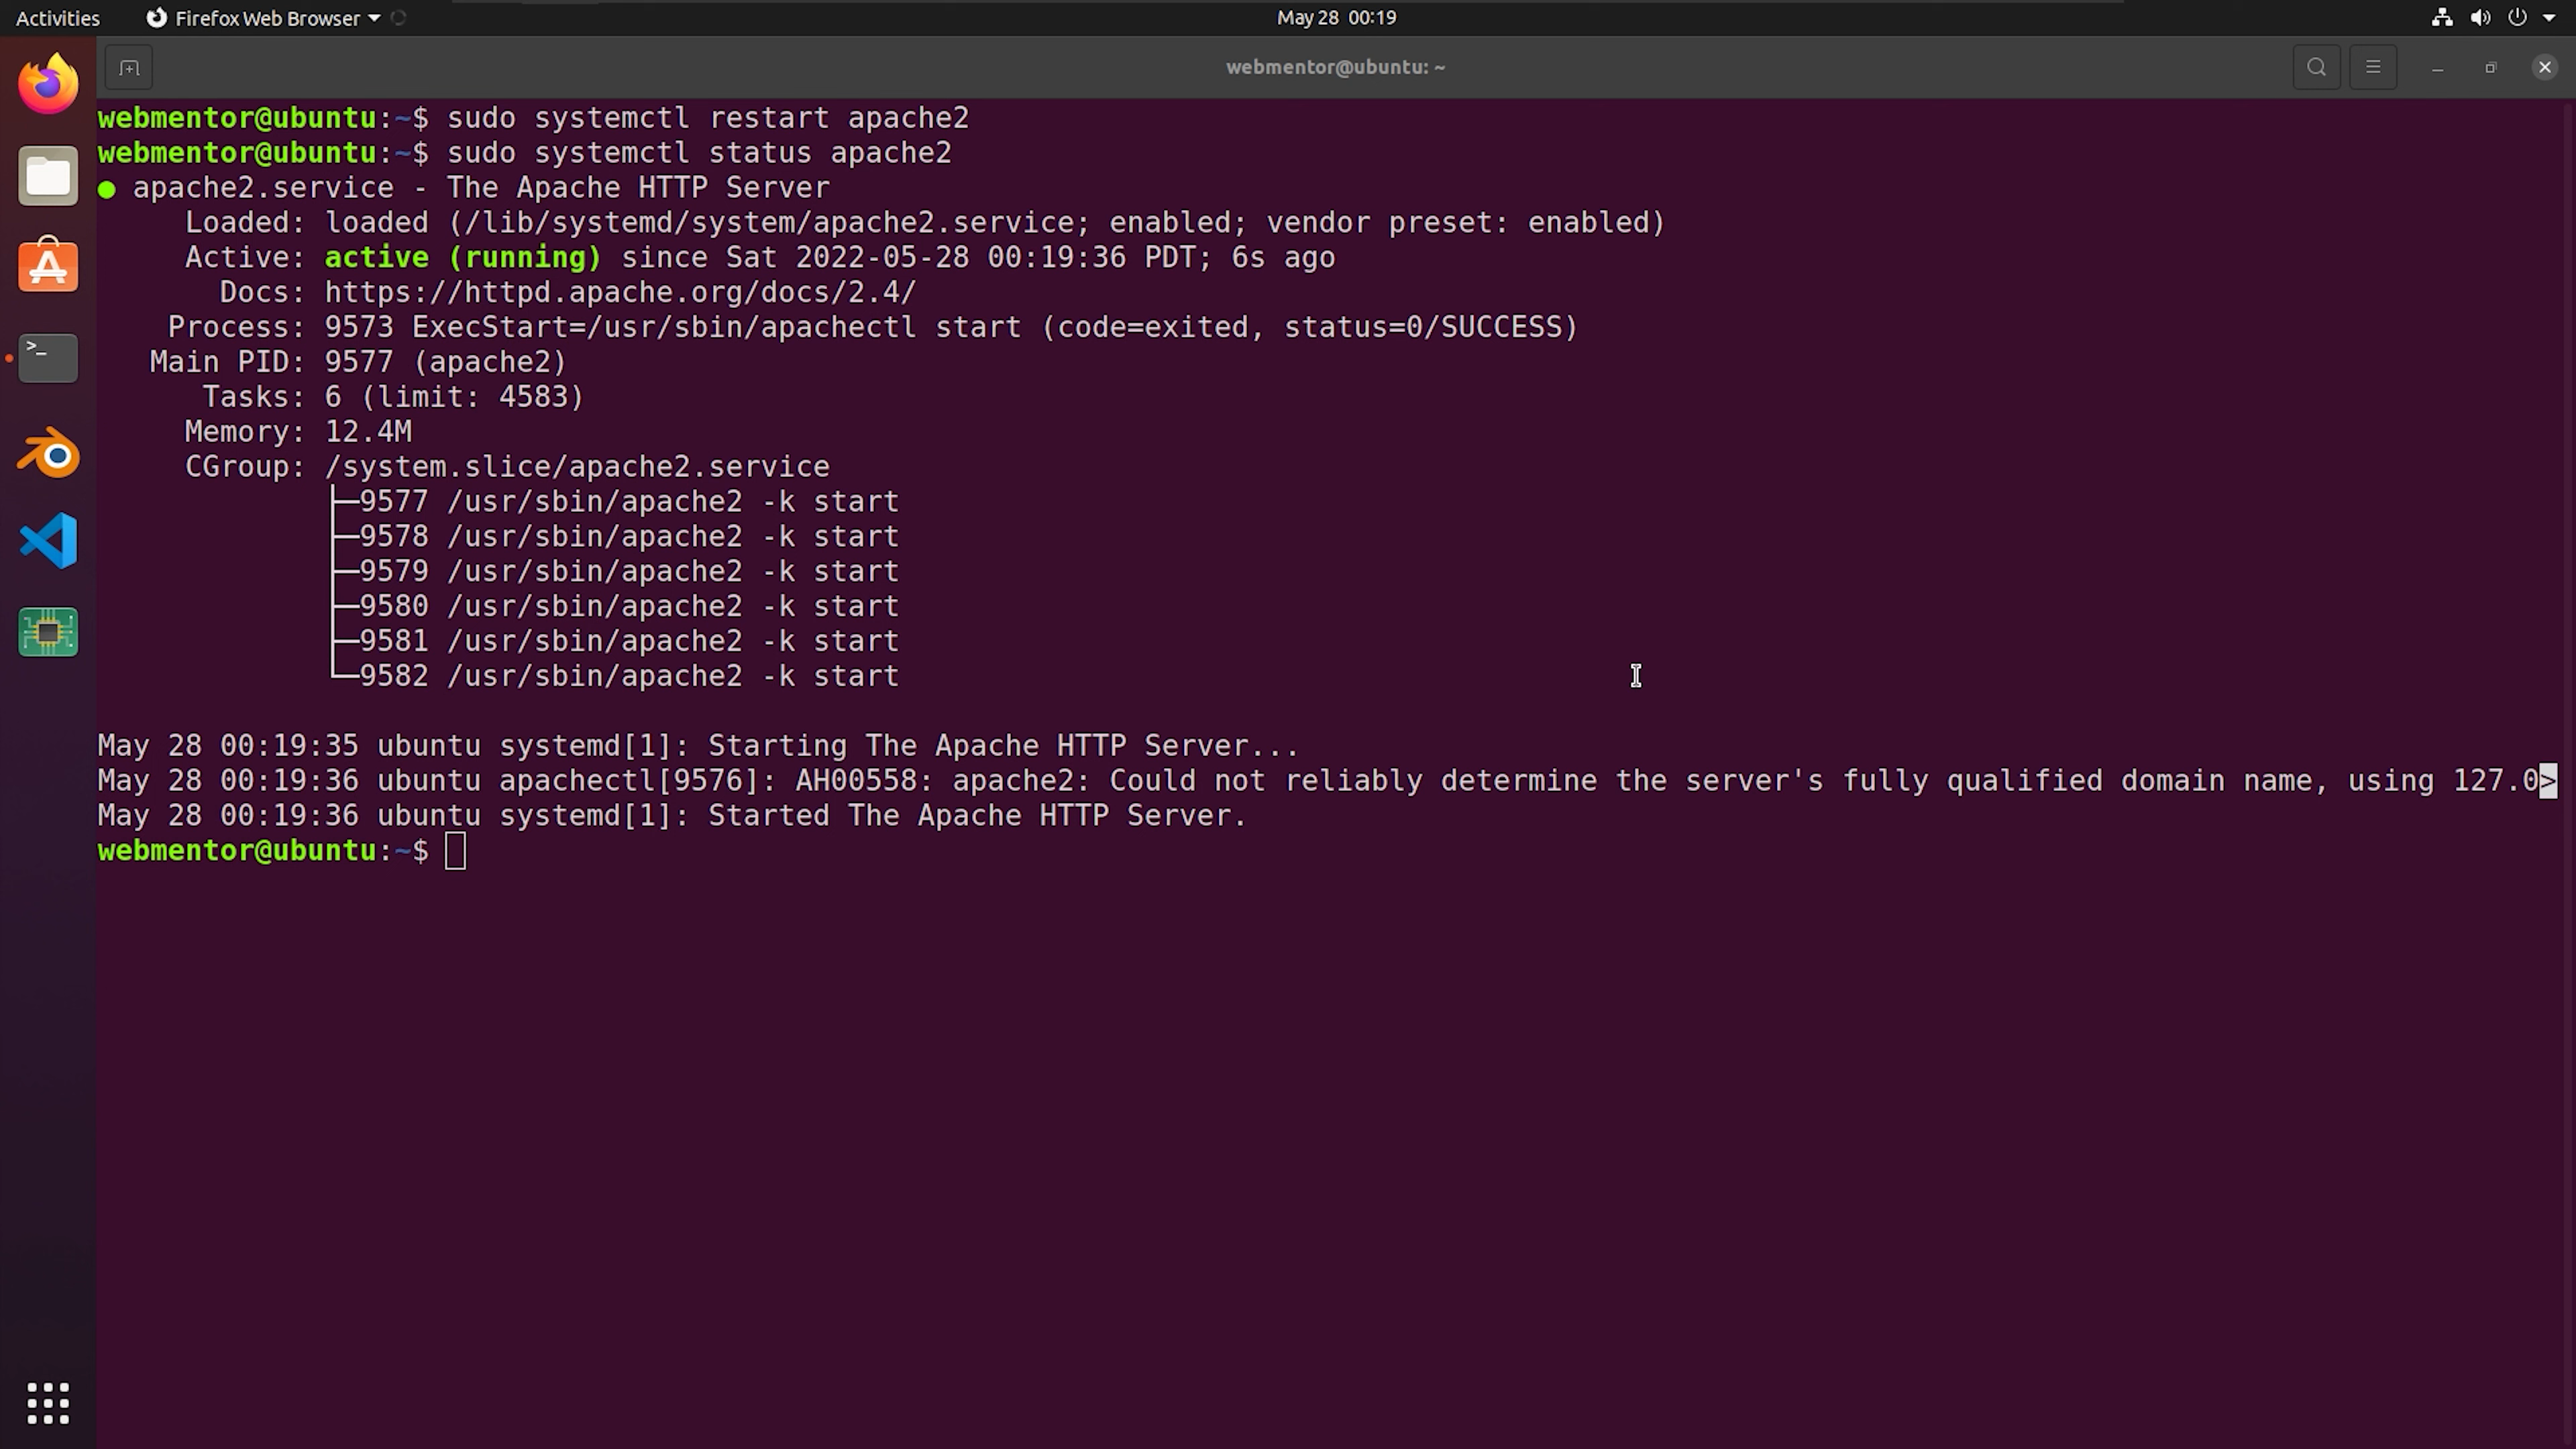 Activities Firefox Web Browser May 28 00:19
webmentor@ubuntu: ~
webmentor@ubuntu:~$ sudo systemctl restart apache2
webmentor@ubuntu:~$ sudo systemctl status apache2
● apache2.service - The Apache HTTP Server
Loaded: loaded (/lib/systemd/system/apache2.service; enabled; vendor preset: enabled)
Active: active (running) since Sat 2022-05-28 00:19:36 PDT; 6s ago
Docs: https://httpd.apache.org/docs/2.4/
Process: 9573 ExecStart=/usr/sbin/apachectl start (code=exited, status=0/SUCCESS)
Main PID: 9577 (apache2)
Tasks: 6 (limit: 4583)
Memory: 12.4M
CGroup: /system.slice/apache2.service
├─9577 /usr/sbin/apache2 -k start
├─9578 /usr/sbin/apache2 -k start
├─9579 /usr/sbin/apache2 -k start
├─9580 /usr/sbin/apache2 -k start
├─9581 /usr/sbin/apache2 -k start
└─9582 /usr/sbin/apache2 -k start
May 28 00:19:35 ubuntu systemd[1]: Starting The Apache HTTP Server...
May 28 00:19:36 ubuntu apachectl[9576]: AH00558: apache2: Could not reliably determine the server's fully qualified domain name, using 127.0>
May 28 00:19:36 ubuntu systemd[1]: Started The Apache HTTP Server.
webmentor@ubuntu:~$